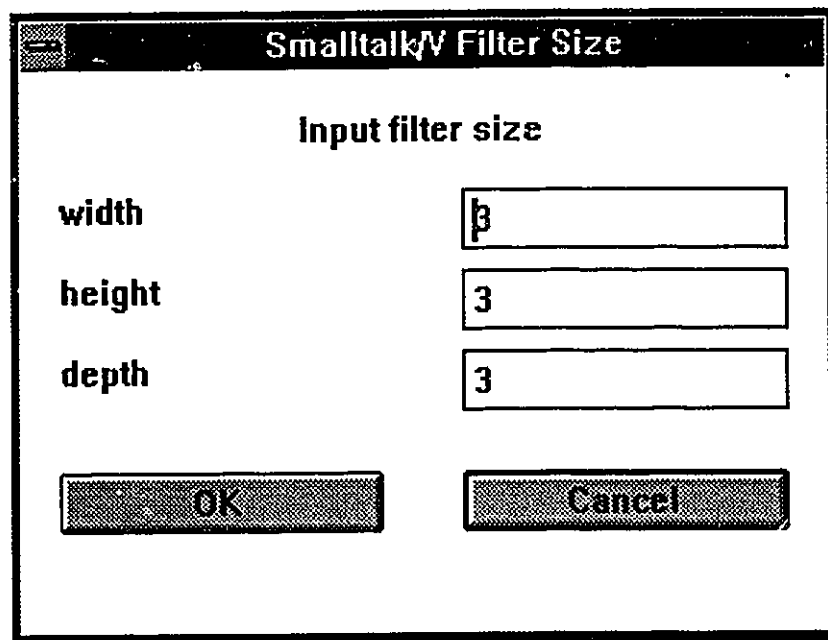 Smalltalk/V Filter Size
Input filter size
width 3
height 3
depth 3
OK Cancel